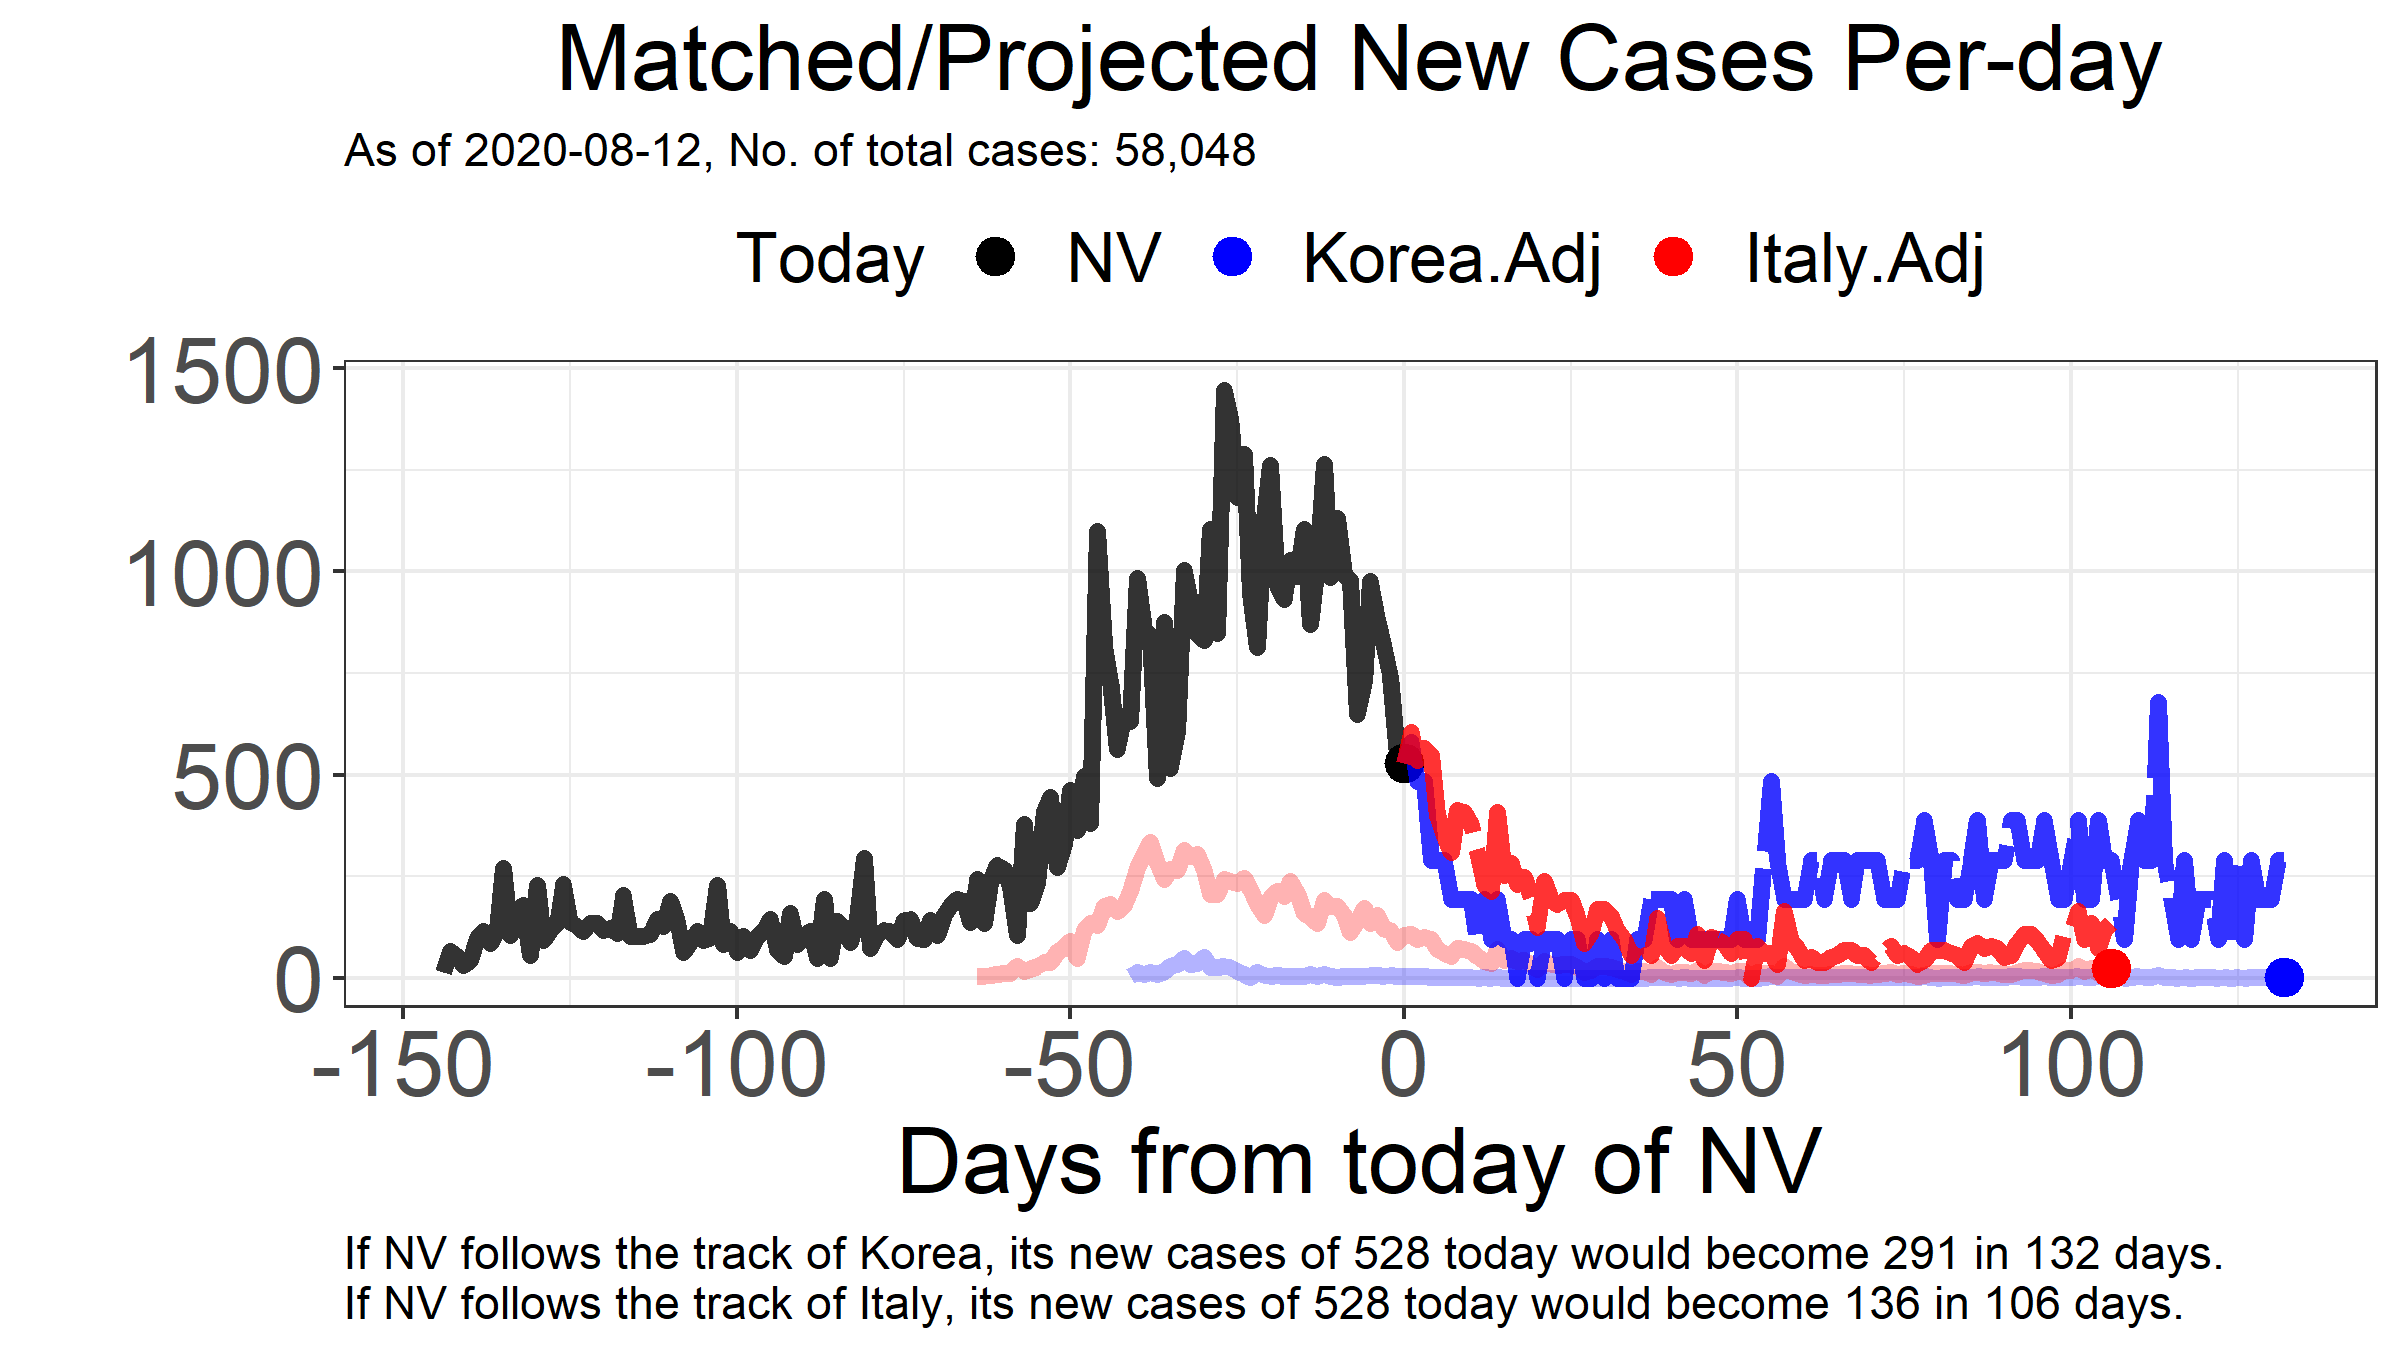 Matched/Projected New Cases Per-day
As of 2020-08-12, No. of total cases: 58,048
Today NV Korea.Adj Italy.Adj
1500
1000
500
0
-150 -100 -50 0 50 100
Days from today of NV
If NV follows the track of Korea, its new cases of 528 today would become 291 in 132 days.
If NV follows the track of Italy, its new cases of 528 today would become 136 in 106 days.